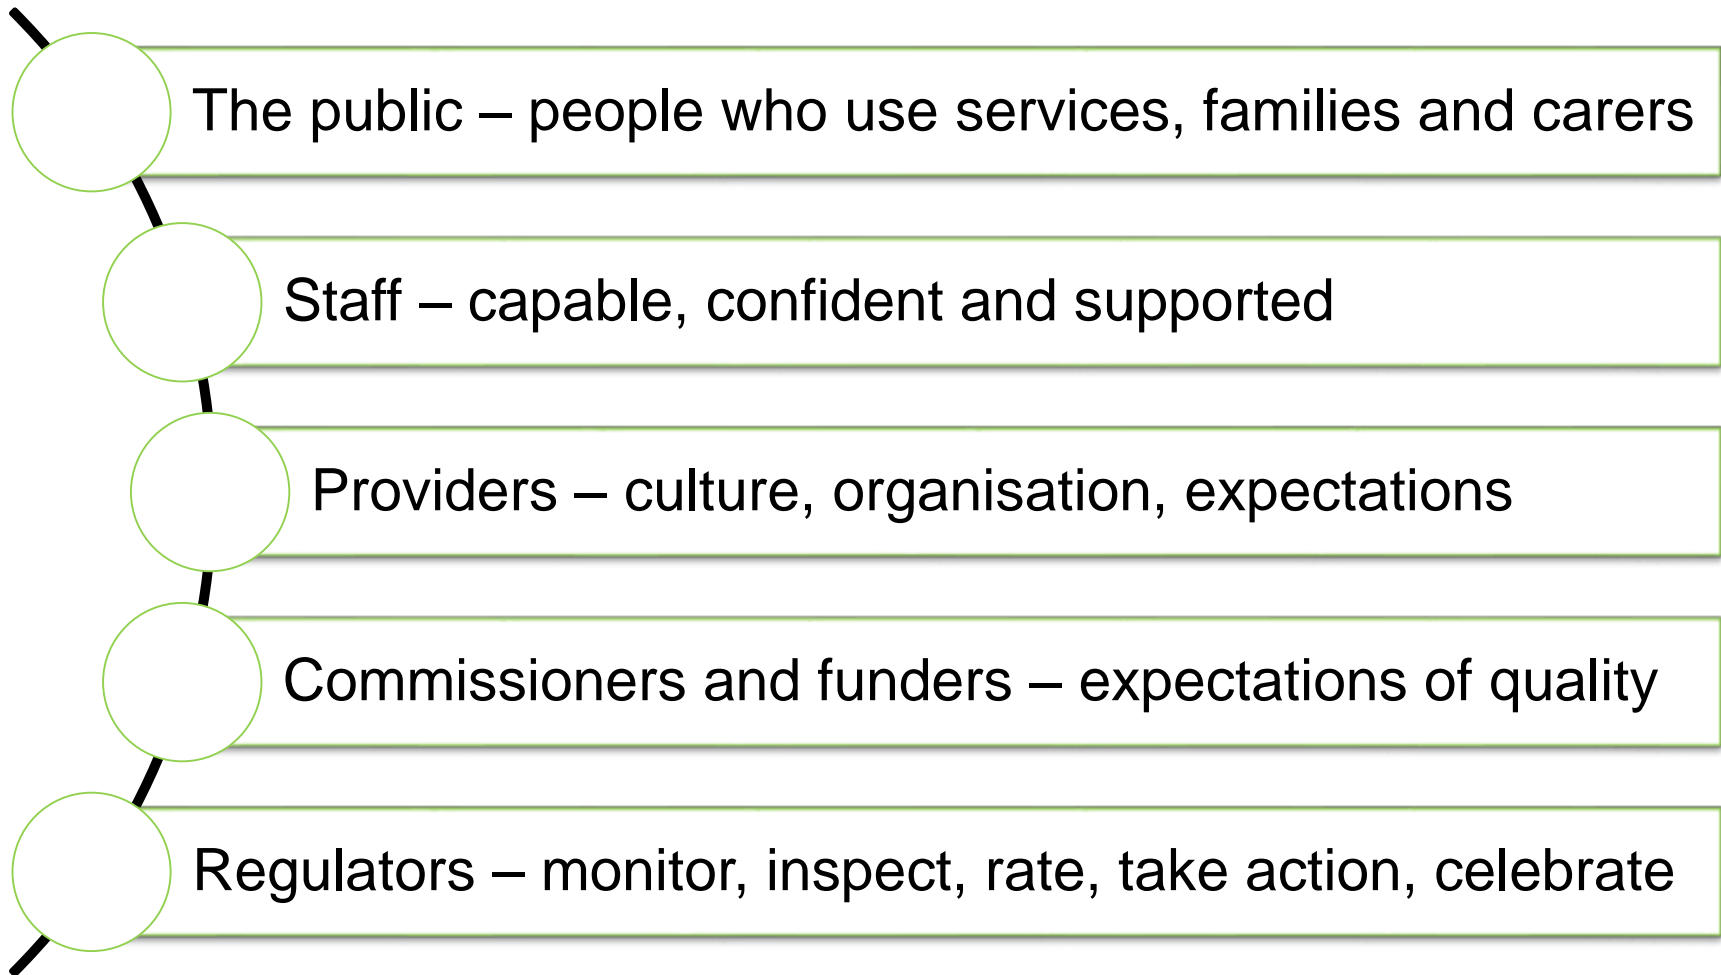 The public – people who use services, families and carers
Staff – capable, confident and supported
Providers – culture, organisation, expectations
Commissioners and funders – expectations of quality
Regulators – monitor, inspect, rate, take action, celebrate